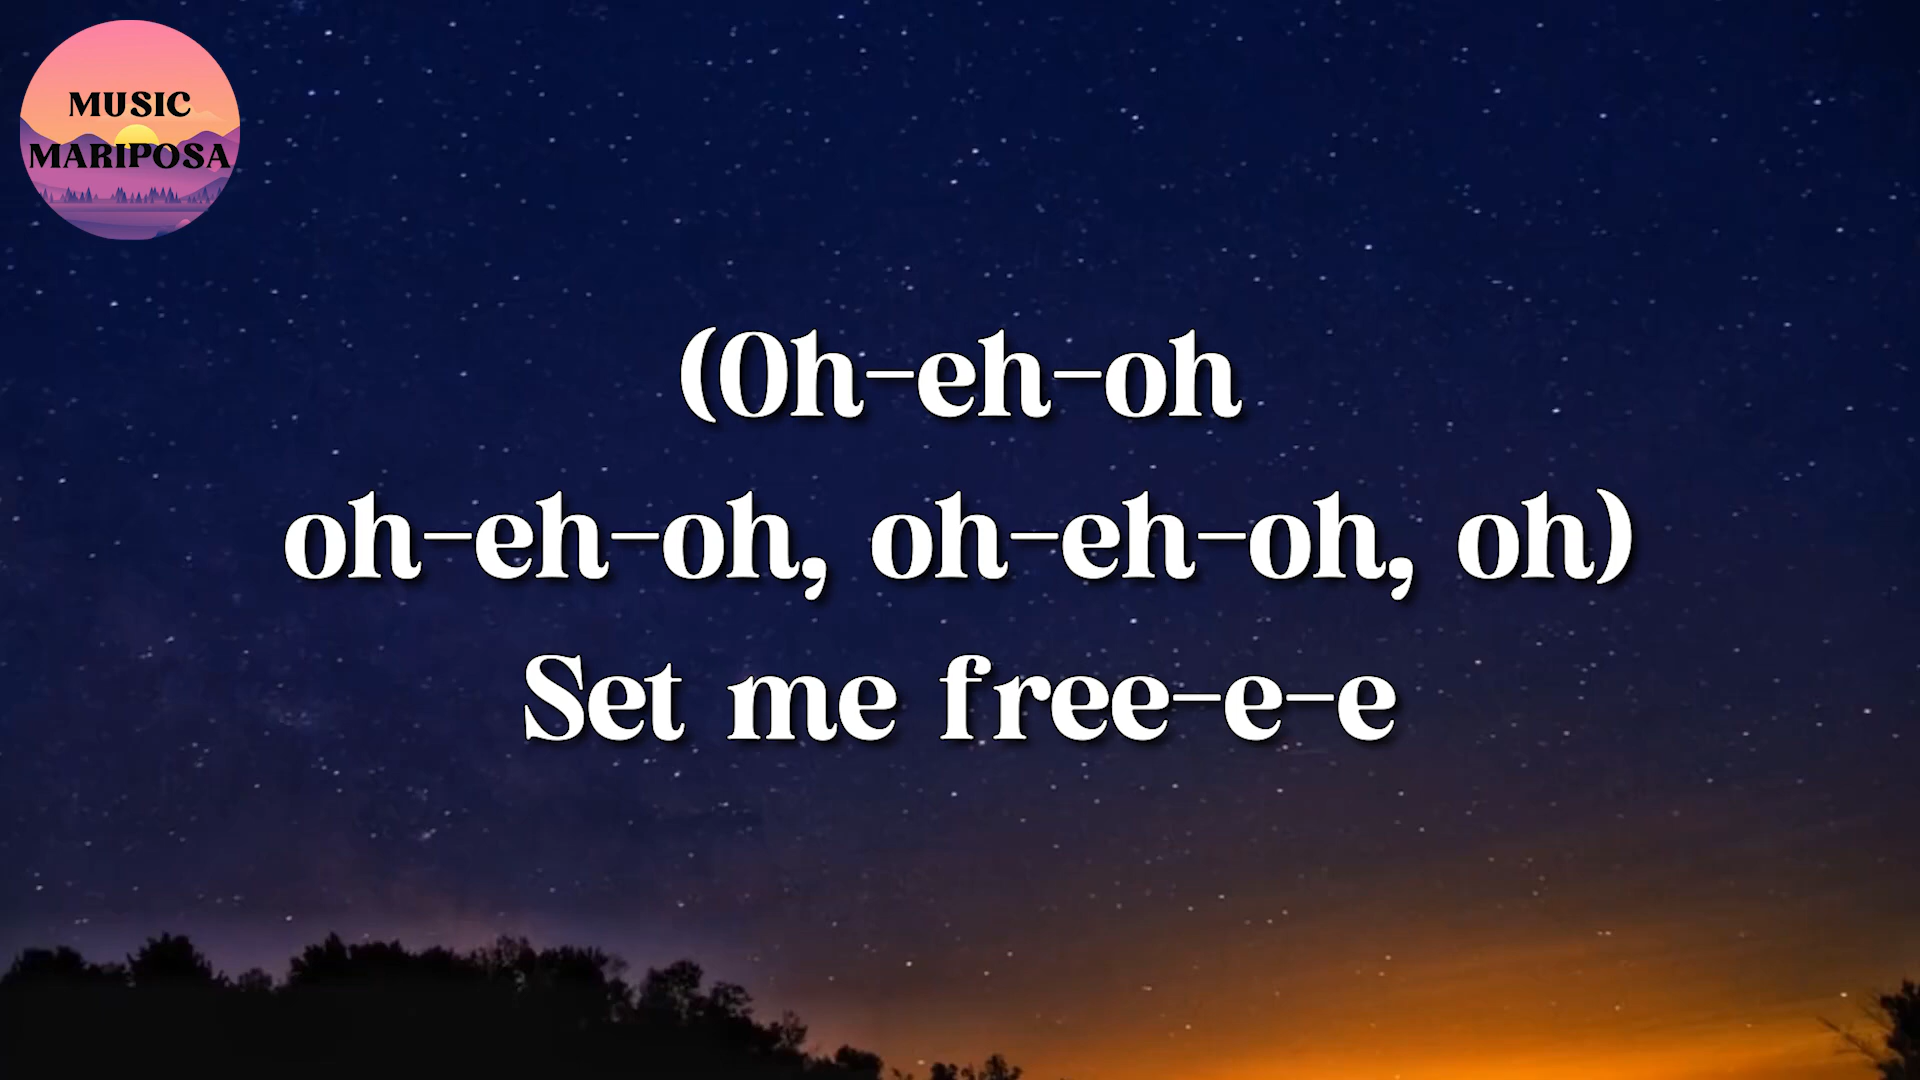 MUSIC
MARIPOSA
(Oh-eh-oh
oh-eh-oh, oh-eh-oh, oh)
Set me free-e-e